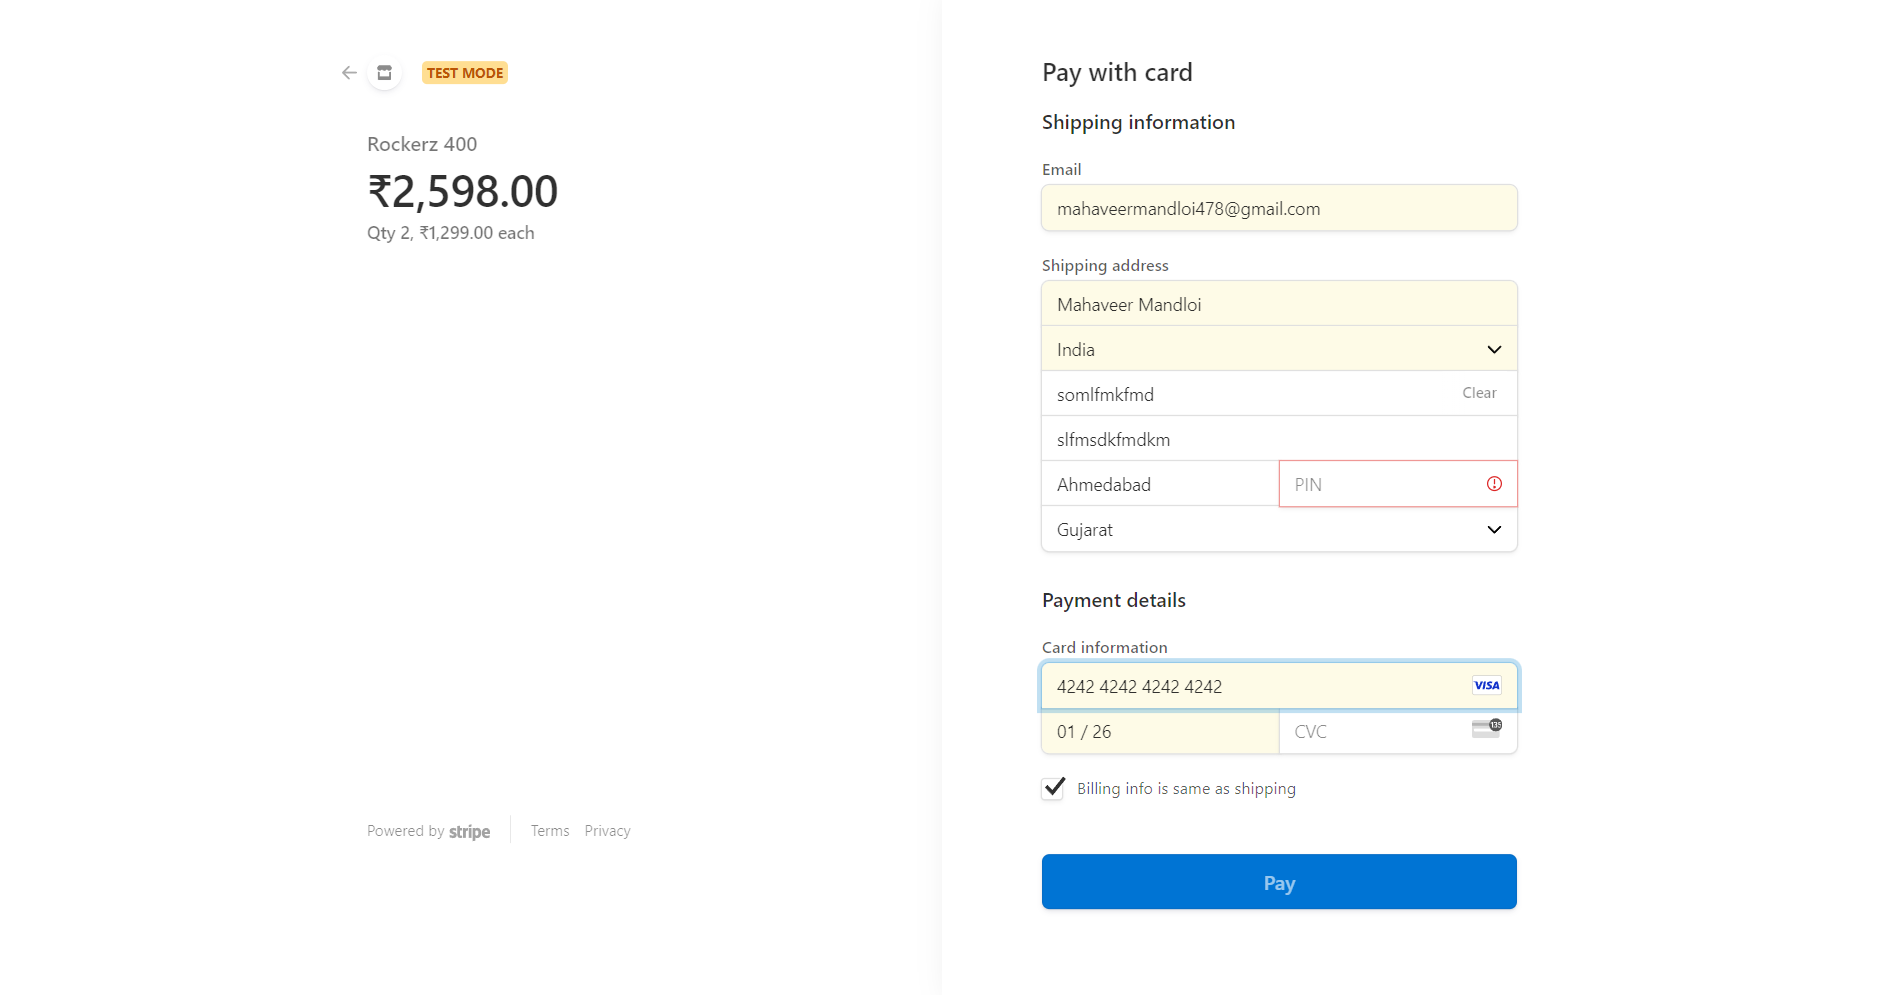 TEST MODE
Rockerz 400
₹2,598.00
Qty 2, ₹1,299.00 each
Powered by stripe
Terms Privacy
Pay with card
Shipping information
Email
mahaveermandloi478@gmail.com
Shipping address
Mahaveer Mandloi
India
somlfmkfmd Clear
slfmsdkfmdkm
Ahmedabad PIN
Gujarat
Payment details
Card information
4242 4242 4242 4242 VISA
01 / 26 CVC 135
Billing info is same as shipping
Pay